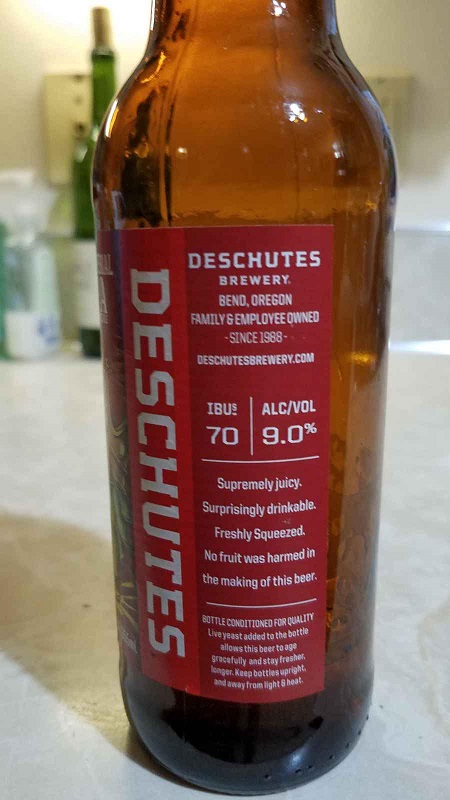 DESCHUTES
DESCHUTES
BREWERY.
BEND, OREGON
FAMILY & EMPLOYEE OWNED
- SINCE 1988 -
DESCHUTESBREWERY.COM
IBUs ALC/VOL
70 9.0%
Supremely juicy.
Surprisingly drinkable.
Freshly Squeezed.
No fruit was harmed in
the making of this beer.
BOTTLE CONDITIONED FOR QUALITY
Live yeast added to the bottle
allows this beer to age
gracefully and stay fresher,
longer. Keep bottles upright,
and away from light & heat.